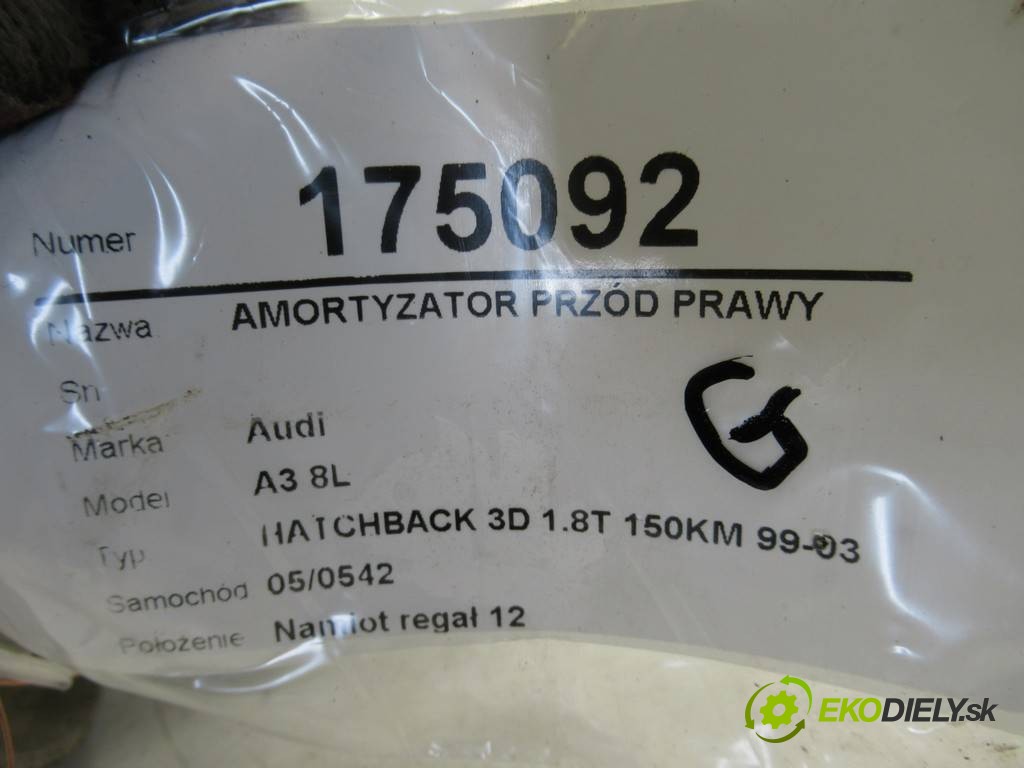 Numer 175092
Nazwa AMORTYZATOR PRZÓD PRAWY
Sn
Marka Audi
G
Model A3 8L
Typ HATCHBACK 3D 1.8T 150KM 99-03
Samochód 05/0542
Położenie Namiot regał 12
EKODIELY.sk